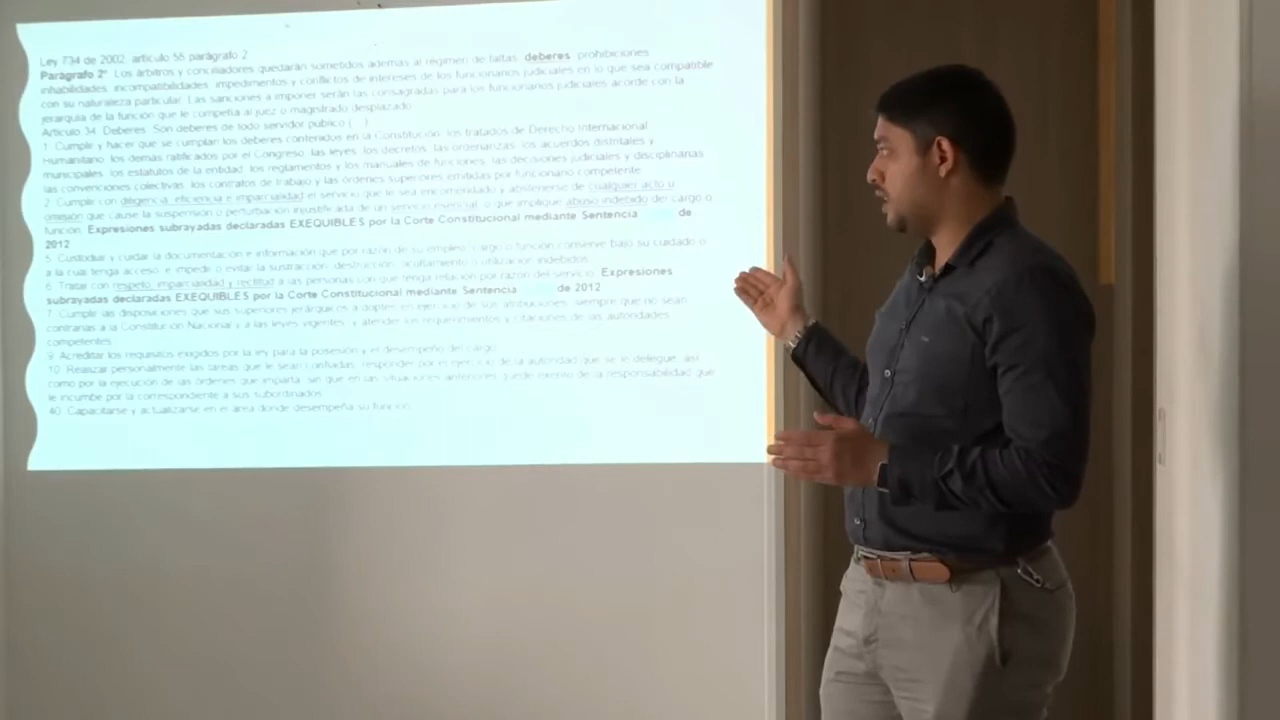 Ley 734 de 2002, artículo 55 parágrafo 2
Parágrafo 2° Los árbitros y conciliadores quedarán sometidos además al régimen de faltas, deberes, prohibiciones
inhabilidades, incompatibilidades, impedimentos y conflictos de intereses de los funcionarios judiciales en lo que sea compatible
con su naturaleza particular. Las sanciones a imponer serán las consagradas para los funcionarios judiciales acorde con la
jerarquía de la función que le competía al juez o magistrado desplazado
Artículo 34. Deberes. Son deberes de todo servidor público (...)
1. Cumplir y hacer que se cumplan los deberes contenidos en la Constitución, los tratados de Derecho Internacional
Humanitario, los demás ratificados por el Congreso, las leyes, los decretos, las ordenanzas, los acuerdos distritales y
municipales, los estatutos de la entidad, los reglamentos y los manuales de funciones, las decisiones judiciales y disciplinarias
las convenciones colectivas, los contratos de trabajo y las órdenes superiores emitidas por funcionario competente
2. Cumplir con diligencia, eficiencia e imparcialidad el servicio que le sea encomendado y abstenerse de cualquier acto u
omisión que cause la suspensión o perturbación injustificada de un servicio esencial, o que implique abuso indebido del cargo o
función. Expresiones subrayadas declaradas EXEQUIBLES por la Corte Constitucional mediante Sentencia de
2012
5. Custodiar y cuidar la documentación e información que por razón de su empleo, cargo o función conserve bajo su cuidado o
a la cual tenga acceso, e impedir o evitar la sustracción, destrucción, ocultamiento o utilización indebidos
6. Tratar con respeto, imparcialidad y rectitud a las personas con que tenga relación por razón del servicio. Expresiones
subrayadas declaradas EXEQUIBLES por la Corte Constitucional mediante Sentencia de 2012
7. Cumplir las disposiciones que sus superiores jerárquicos adopten en ejercicio de sus atribuciones, siempre que no sean
contrarias a la Constitución Nacional y a las leyes vigentes, y atender los requerimientos y citaciones de las autoridades
competentes
9. Acreditar los requisitos exigidos por la ley para la posesión y el desempeño del cargo
10. Realizar personalmente las tareas que le sean confiadas, responder por el ejercicio de la autoridad que se le delegue, así
como por la ejecución de las órdenes que imparta, sin que en las situaciones anteriores quede exento de la responsabilidad que
le incumbe por la correspondiente a sus subordinados
40. Capacitarse y actualizarse en el área donde desempeña su función